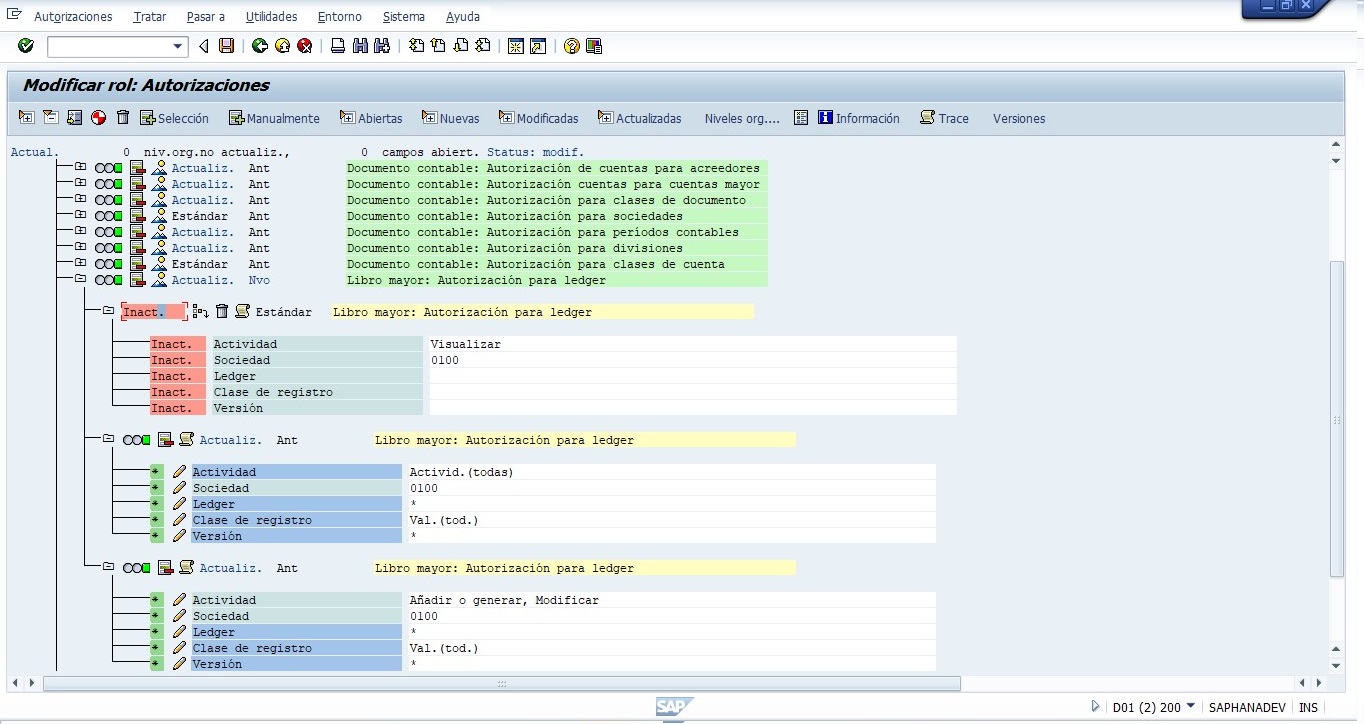 Autorizaciones Tratar Pasar a Utilidades Entorno Sistema Ayuda
Modificar rol: Autorizaciones
Selección Manualmente Abiertas Nuevas Modificadas Actualizadas Niveles org.... Información Trace Versiones
Actual. 0 niv.org.no actualiz., 0 campos abiert. Status: modif.
Actualiz. Ant Documento contable: Autorización de cuentas para acreedores
Actualiz. Ant Documento contable: Autorización cuentas para cuentas mayor
Actualiz. Ant Documento contable: Autorización para clases de documento
Estándar Ant Documento contable: Autorización para sociedades
Actualiz. Ant Documento contable: Autorización para períodos contables
Actualiz. Ant Documento contable: Autorización para divisiones
Estándar Ant Documento contable: Autorización para clases de cuenta
Actualiz. Nvo Libro mayor: Autorización para ledger
Inact. Estándar Libro mayor: Autorización para ledger
Inact. Actividad Visualizar
Inact. Sociedad 0100
Inact. Ledger
Inact. Clase de registro
Inact. Versión
Actualiz. Ant Libro mayor: Autorización para ledger
* Actividad Activid.(todas)
* Sociedad 0100
* Ledger *
* Clase de registro Val.(tod.)
* Versión *
Actualiz. Ant Libro mayor: Autorización para ledger
* Actividad Añadir o generar, Modificar
* Sociedad 0100
* Ledger *
* Clase de registro Val.(tod.)
* Versión *
SAP D01 (2) 200 SAPHANADEV INS